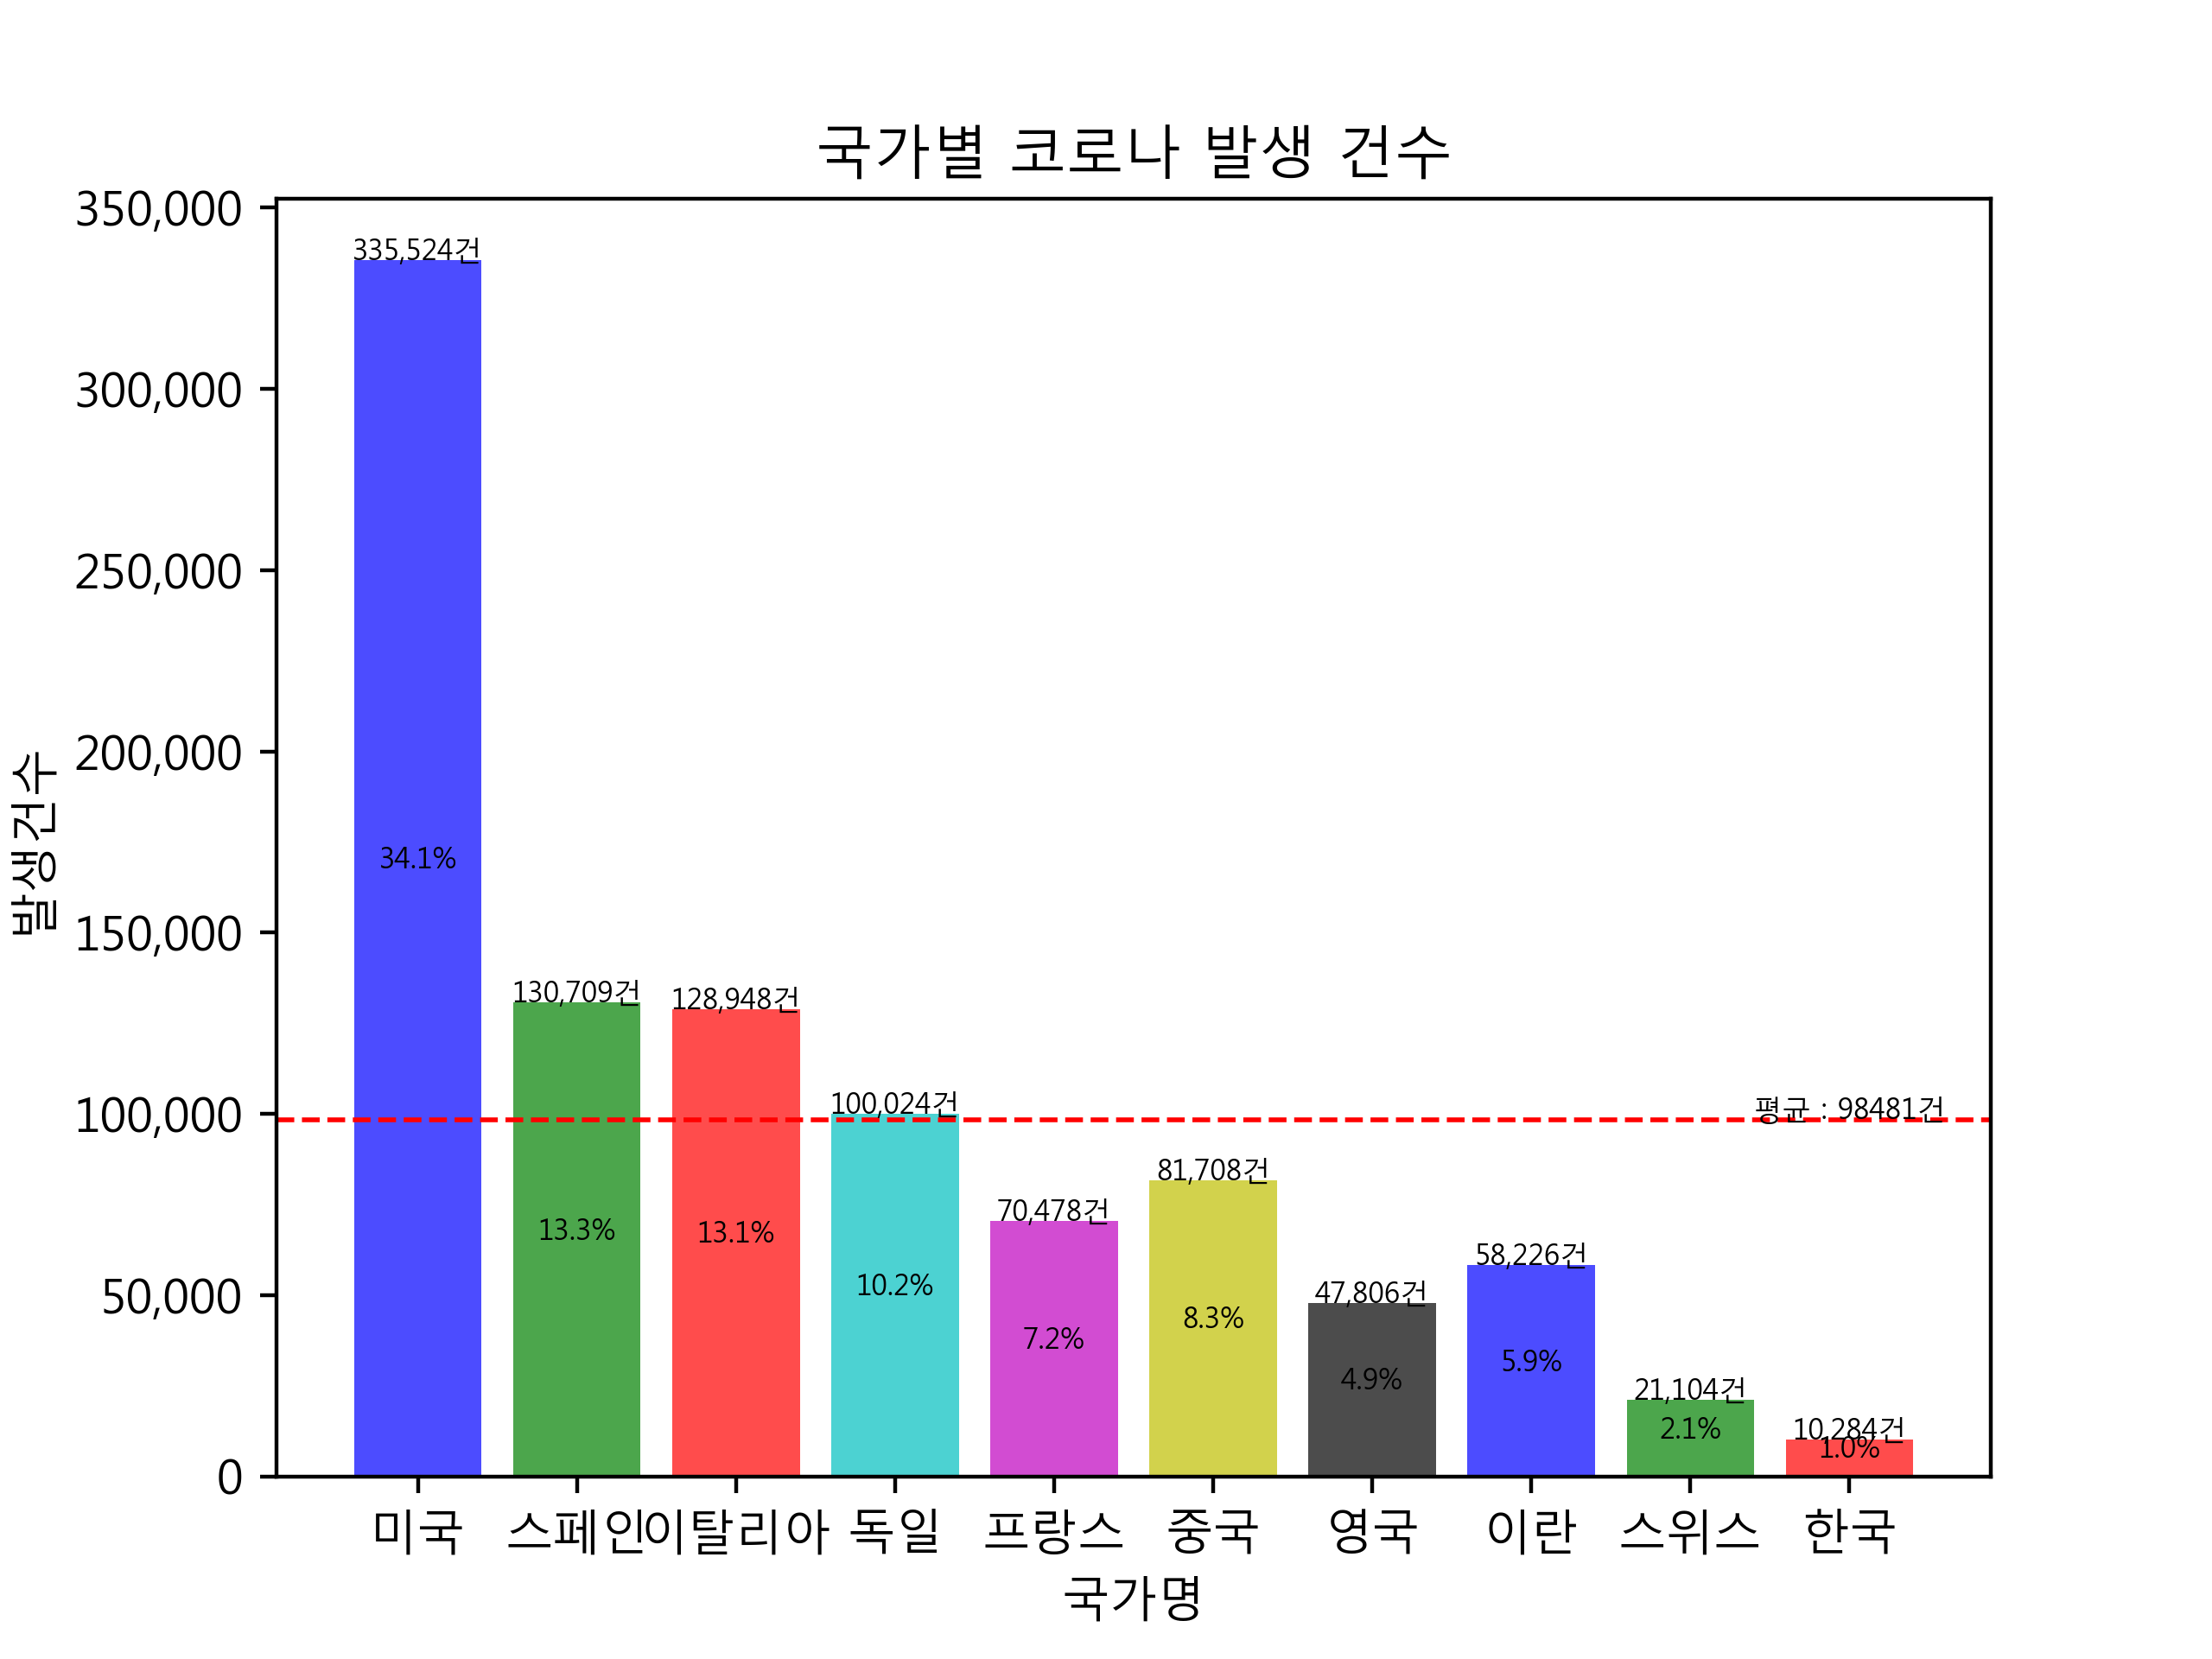 국가별 코로나 발생 건수
발생건수
350,000
300,000
250,000
200,000
150,000
100,000
50,000
0
335,524건
34.1%
130,709건
13.3%
128,948건
13.1%
100,024건
10.2%
70,478건
7.2%
81,708건
8.3%
47,806건
4.9%
58,226건
5.9%
21,104건
2.1%
10,284건
1.0%
평균 : 98481건
미국 스페인 이탈리아 독일 프랑스 중국 영국 이란 스위스 한국
국가명